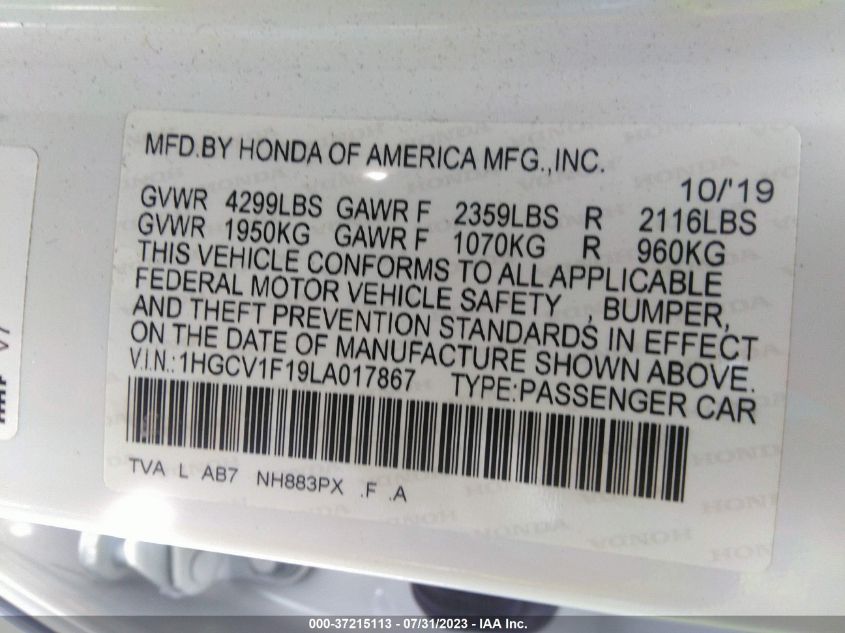 MFD.BY HONDA OF AMERICA MFG.,INC.
10/'19
GVWR 4299LBS GAWR F 2359LBS R 2116LBS
GVWR 1950KG GAWR F 1070KG R 960KG
THIS VEHICLE CONFORMS TO ALL APPLICABLE
FEDERAL MOTOR VEHICLE SAFETY , BUMPER,
AND THEFT PREVENTION STANDARDS IN EFFECT
ON THE DATE OF MANUFACTURE SHOWN ABOVE.
V.I.N.:1HGCV1F19LA017867 TYPE:PASSENGER CAR
TVA L AB7 NH883PX .F .A
V7
000-37215113 - 07/31/2023 - IAA Inc.